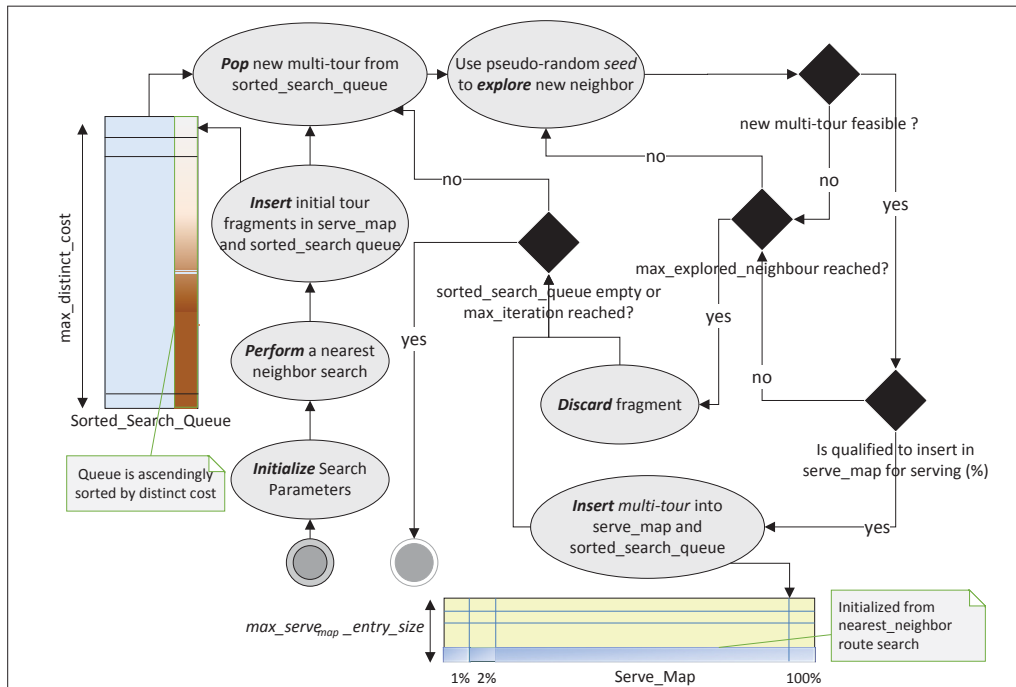 Pop new multi-tour from
sorted_search_queue
Use pseudo-random seed
to explore new neighbor
new multi-tour feasible ?
no
no
no
yes
Insert initial tour
fragments in serve_map
and sorted_search queue
max_distinct_cost
max_explored_neighbour reached?
sorted_search_queue empty or
max_iteration reached?
yes
yes
Perform a nearest
neighbor search
no
Discard fragment
Sorted_Search_Queue
Is qualified to insert in
serve_map for serving (%)
Queue is ascendingly
sorted by distinct cost
Initialize Search
Parameters
Insert multi-tour into
serve_map and
sorted_search_queue
yes
max_serve_map_entry_size
Initialized from
nearest_neighbor
route search
1% 2% Serve_Map 100%